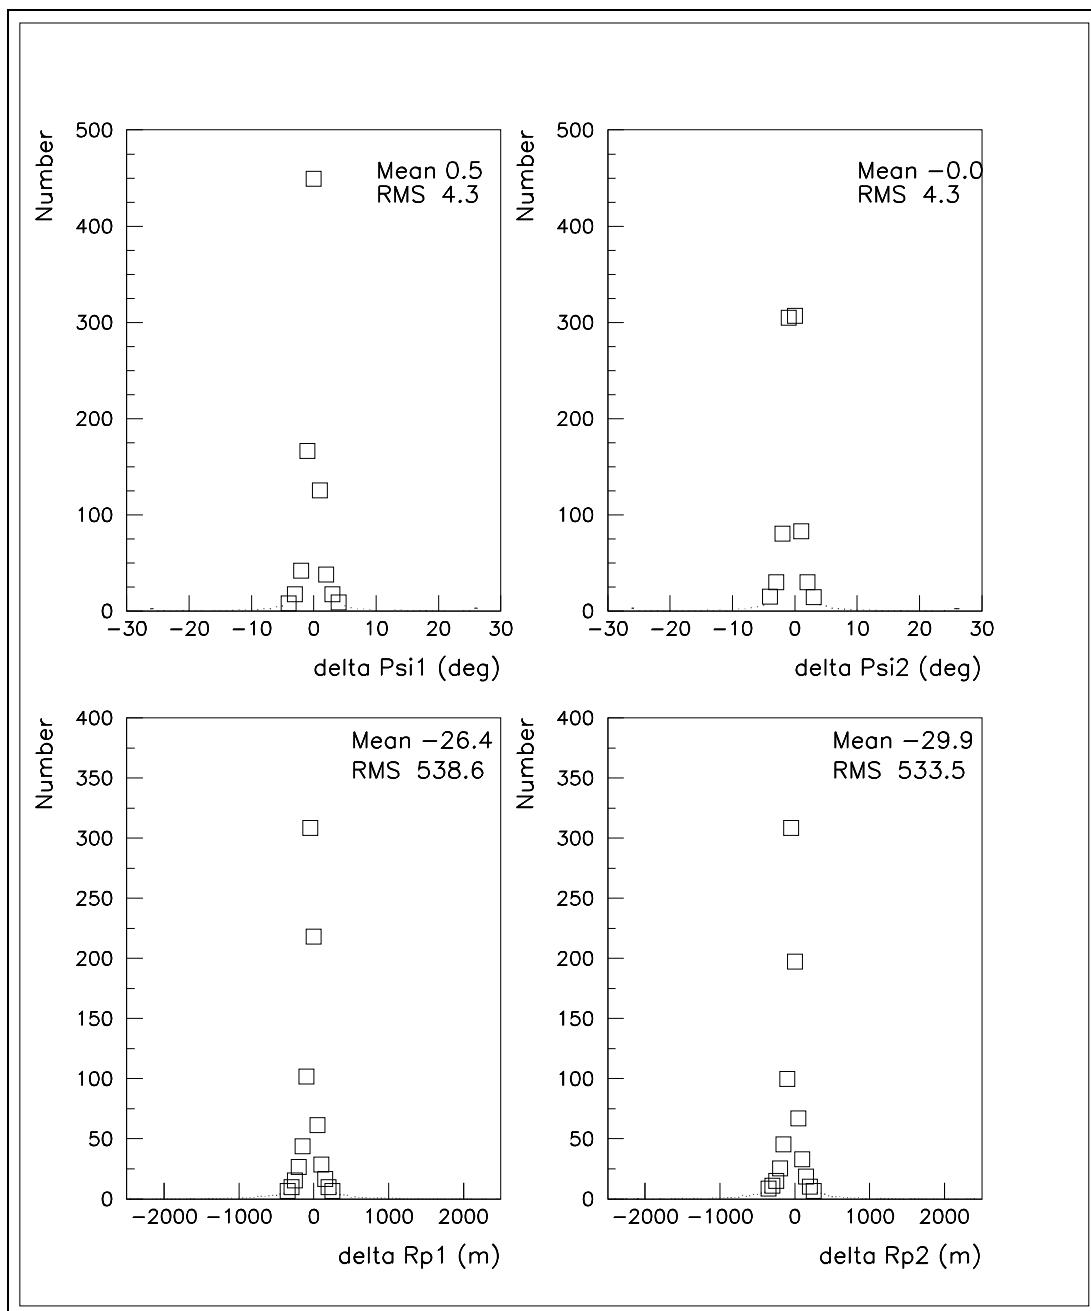 Number
500
400
300
200
100
0
Mean 0.5
RMS 4.3
−30 −20 −10 0 10 20 30
delta Psi1 (deg)
Number
500
400
300
200
100
0
Mean −0.0
RMS 4.3
−30 −20 −10 0 10 20 30
delta Psi2 (deg)
Number
400
350
300
250
200
150
100
50
0
Mean −26.4
RMS 538.6
−2000 −1000 0 1000 2000
delta Rp1 (m)
Number
400
350
300
250
200
150
100
50
0
Mean −29.9
RMS 533.5
−2000 −1000 0 1000 2000
delta Rp2 (m)